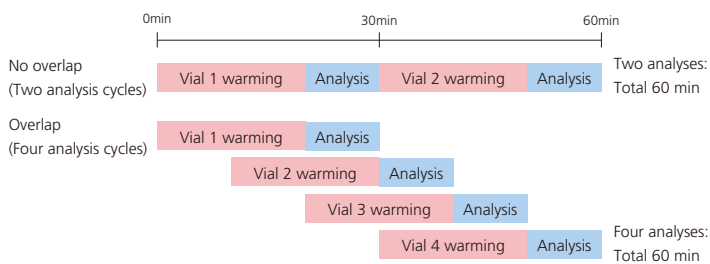 0min 30min 60min
No overlap
(Two analysis cycles)
Vial 1 warming Analysis Vial 2 warming Analysis
Two analyses:
Total 60 min
Overlap
(Four analysis cycles)
Vial 1 warming Analysis
Vial 2 warming Analysis
Vial 3 warming Analysis
Vial 4 warming Analysis
Four analyses:
Total 60 min